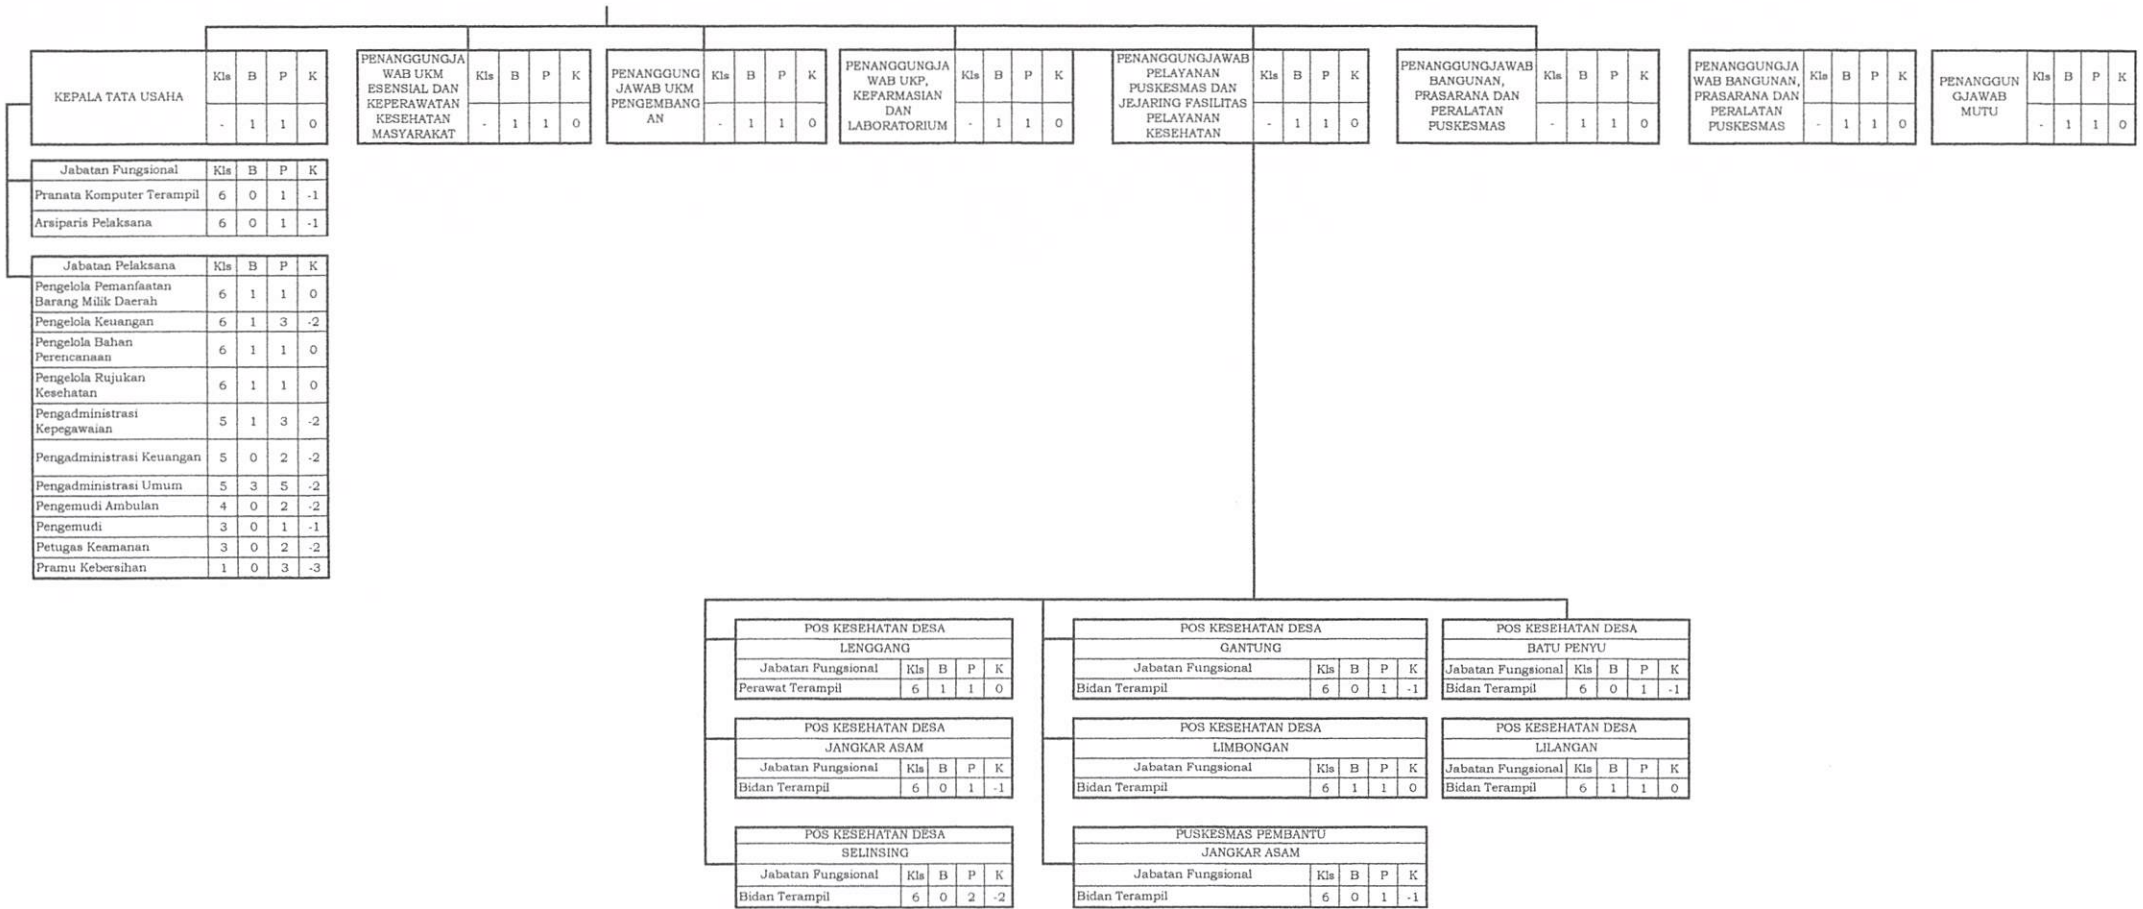 KEPALA TATA USAHA
Kls B P K
- 1 1 0
PENANGGUNGJA
WAB UKM
ESENSIAL DAN
KEPERAWATAN
KESEHATAN
MASYARAKAT
Kls B P K
- 1 1 0
PENANGGUNG
JAWAB UKM
PENGEMBANG
AN
Kls B P K
- 1 1 0
PENANGGUNGJA
WAB UKP,
KEFARMASIAN
DAN
LABORATORIUM
Kls B P K
- 1 1 0
PENANGGUNGJAWAB
PELAYANAN
PUSKESMAS DAN
JEJARING FASILITAS
PELAYANAN
KESEHATAN
Kls B P K
- 1 1 0
PENANGGUNGJAWAB
BANGUNAN,
PRASARANA DAN
PERALATAN
PUSKESMAS
Kls B P K
- 1 1 0
PENANGGUNGJA
WAB BANGUNAN,
PRASARANA DAN
PERALATAN
PUSKESMAS
Kls B P K
- 1 1 0
PENANGGUN
GJAWAB
MUTU
Kls B P K
- 1 1 0
Jabatan Fungsional Kls B P K
Pranata Komputer Terampil 6 0 1 -1
Arsiparis Pelaksana 6 0 1 -1
Jabatan Pelaksana Kls B P K
Pengelola Pemanfaatan
Barang Milik Daerah 6 1 1 0
Pengelola Keuangan 6 1 3 -2
Pengelola Bahan
Perencanaan 6 1 1 0
Pengelola Rujukan
Kesehatan 6 1 1 0
Pengadministrasi
Kepegawaian 5 1 3 -2
Pengadministrasi Keuangan 5 0 2 -2
Pengadministrasi Umum 5 3 5 -2
Pengemudi Ambulan 4 0 2 -2
Pengemudi 3 0 1 -1
Petugas Keamanan 3 0 2 -2
Pramu Kebersihan 1 0 3 -3
POS KESEHATAN DESA
LENGGANG
Jabatan Fungsional Kls B P K
Perawat Terampil 6 1 1 0
POS KESEHATAN DESA
GANTUNG
Jabatan Fungsional Kls B P K
Bidan Terampil 6 0 1 -1
POS KESEHATAN DESA
BATU PENYU
Jabatan Fungsional Kls B P K
Bidan Terampil 6 0 1 -1
POS KESEHATAN DESA
JANGKAR ASAM
Jabatan Fungsional Kls B P K
Bidan Terampil 6 0 1 -1
POS KESEHATAN DESA
LIMBONGAN
Jabatan Fungsional Kls B P K
Bidan Terampil 6 1 1 0
POS KESEHATAN DESA
LILANGAN
Jabatan Fungsional Kls B P K
Bidan Terampil 6 1 1 0
POS KESEHATAN DESA
SELINSING
Jabatan Fungsional Kls B P K
Bidan Terampil 6 0 2 -2
PUSKESMAS PEMBANTU
JANGKAR ASAM
Jabatan Fungsional Kls B P K
Bidan Terampil 6 0 1 -1